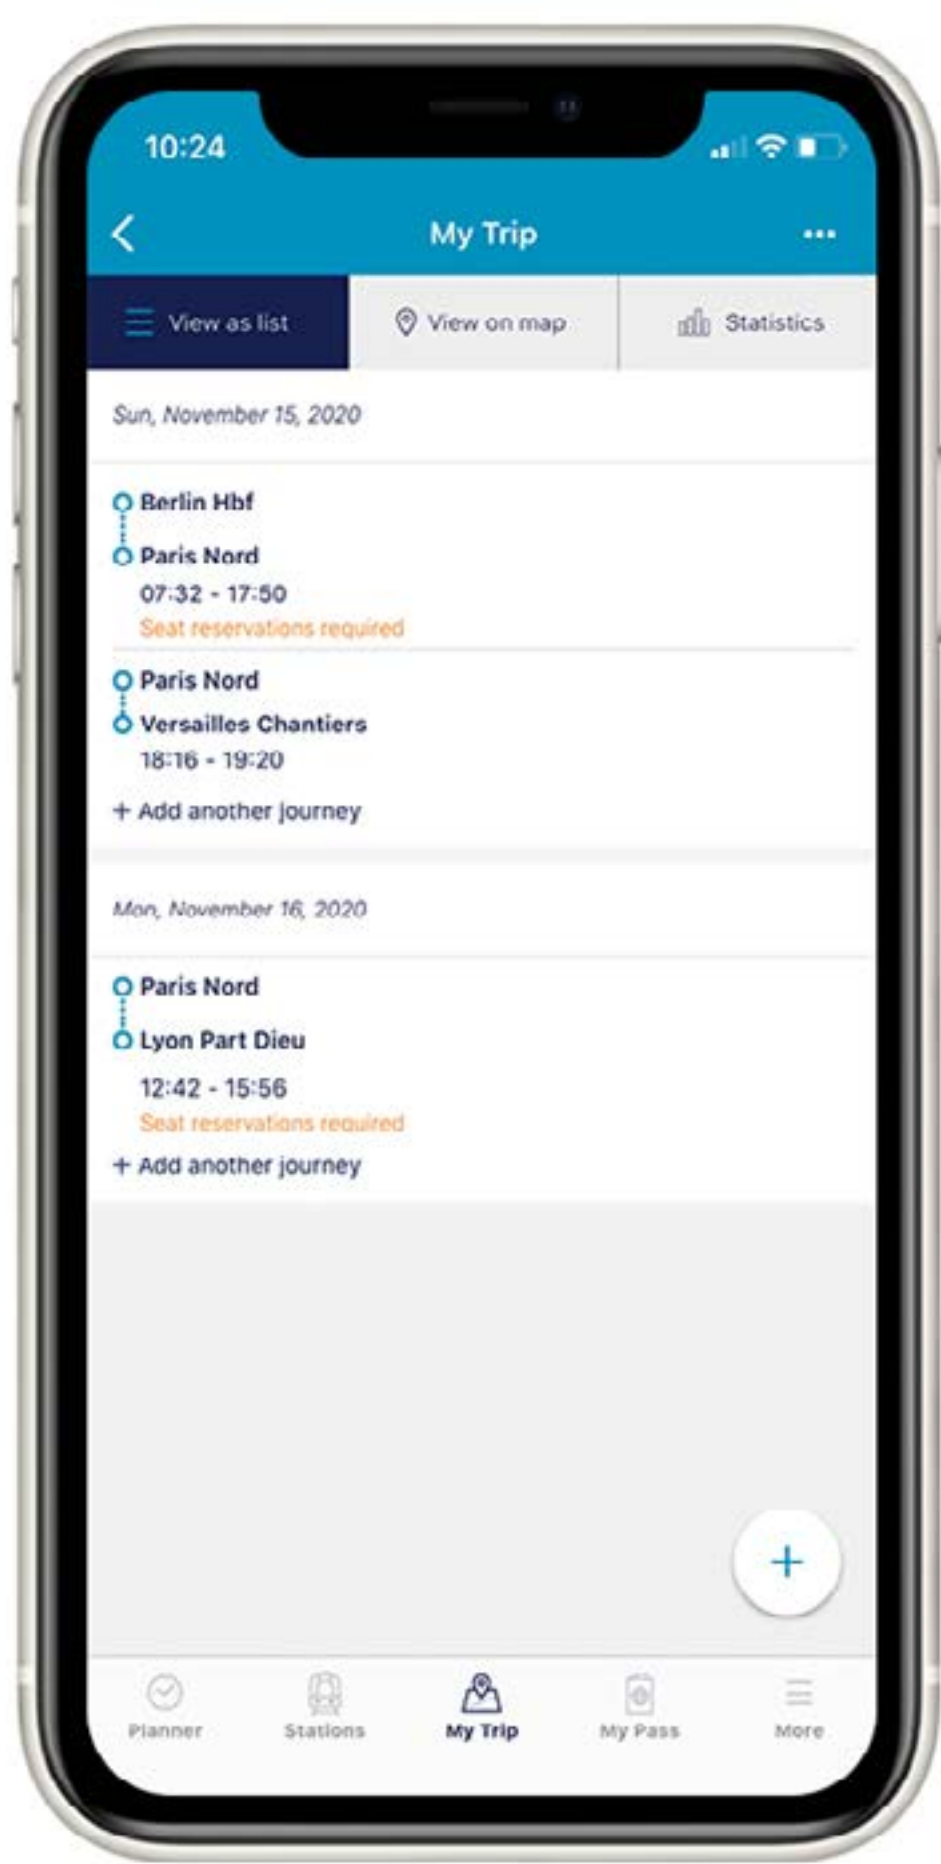 10:24
My Trip
View as list
View on map
Statistics
Sun, November 15, 2020
Berlin Hbf
Paris Nord
07:32 - 17:50
Seat reservations required
Paris Nord
Versailles Chantiers
18:16 - 19:20
+ Add another journey
Mon, November 16, 2020
Paris Nord
Lyon Part Dieu
12:42 - 15:56
Seat reservations required
+ Add another journey
+
Planner
Stations
My Trip
My Pass
More